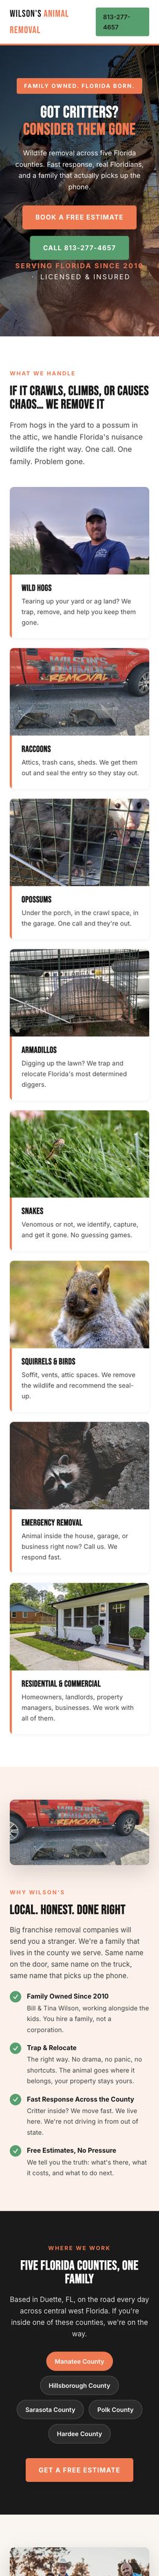 WILSON'S ANIMAL
REMOVAL
813-277-
4657
FAMILY OWNED. FLORIDA BORN.
GOT CRITTERS?
CONSIDER THEM GONE
Wildlife removal across five Florida
counties. Fast response, real Floridians,
and a family that actually picks up the
phone.
BOOK A FREE ESTIMATE
CALL 813-277-4657
SERVING FLORIDA SINCE 2010
· LICENSED & INSURED
WHAT WE HANDLE
IF IT CRAWLS, CLIMBS, OR CAUSES
CHAOS... WE REMOVE IT
From hogs in the yard to a possum in
the attic, we handle Florida's nuisance
wildlife the right way. One call. One
family. Problem gone.
WILD HOGS
Tearing up your yard or ag land? We
trap, remove, and help you keep them
gone.
WILSON'S
REMOVAL
RACCOONS
Attics, trash cans, sheds. We get them
out and seal the entry so they stay out.
OPOSSUMS
Under the porch, in the crawl space, in
the garage. One call and they're out.
ARMADILLOS
Digging up the lawn? We trap and
relocate Florida's most determined
diggers.
SNAKES
Venomous or not, we identify, capture,
and get it gone. No guessing games.
SQUIRRELS & BIRDS
Soffit, vents, attic spaces. We remove
the wildlife and recommend the seal-
up.
EMERGENCY REMOVAL
Animal inside the house, garage, or
business right now? Call us. We
respond fast.
RESIDENTIAL & COMMERCIAL
Homeowners, landlords, property
managers, businesses. We work with
all of them.
WILSON'S
REMOVAL
WHY WILSON'S
LOCAL. HONEST. DONE RIGHT
Big franchise removal companies will
send you a stranger. We're a family that
lives in the county we serve. Same name
on the door, same name on the truck,
same name that picks up the phone.
Family Owned Since 2010
Bill & Tina Wilson, working alongside the
kids. You hire a family, not a
corporation.
Trap & Relocate
The right way. No drama, no panic, no
shortcuts. The animal goes where it
belongs, your property stays yours.
Fast Response Across the County
Critter inside? We move fast. We live
here. We're not driving in from out of
state.
Free Estimates, No Pressure
We tell you the truth: what's there, what
it costs, and what to do next.
WHERE WE WORK
FIVE FLORIDA COUNTIES, ONE
FAMILY
Based in Duette, FL, on the road every day
across central west Florida. If you're
inside one of these counties, we're on the
way.
Manatee County
Hillsborough County
Sarasota County
Polk County
Hardee County
GET A FREE ESTIMATE